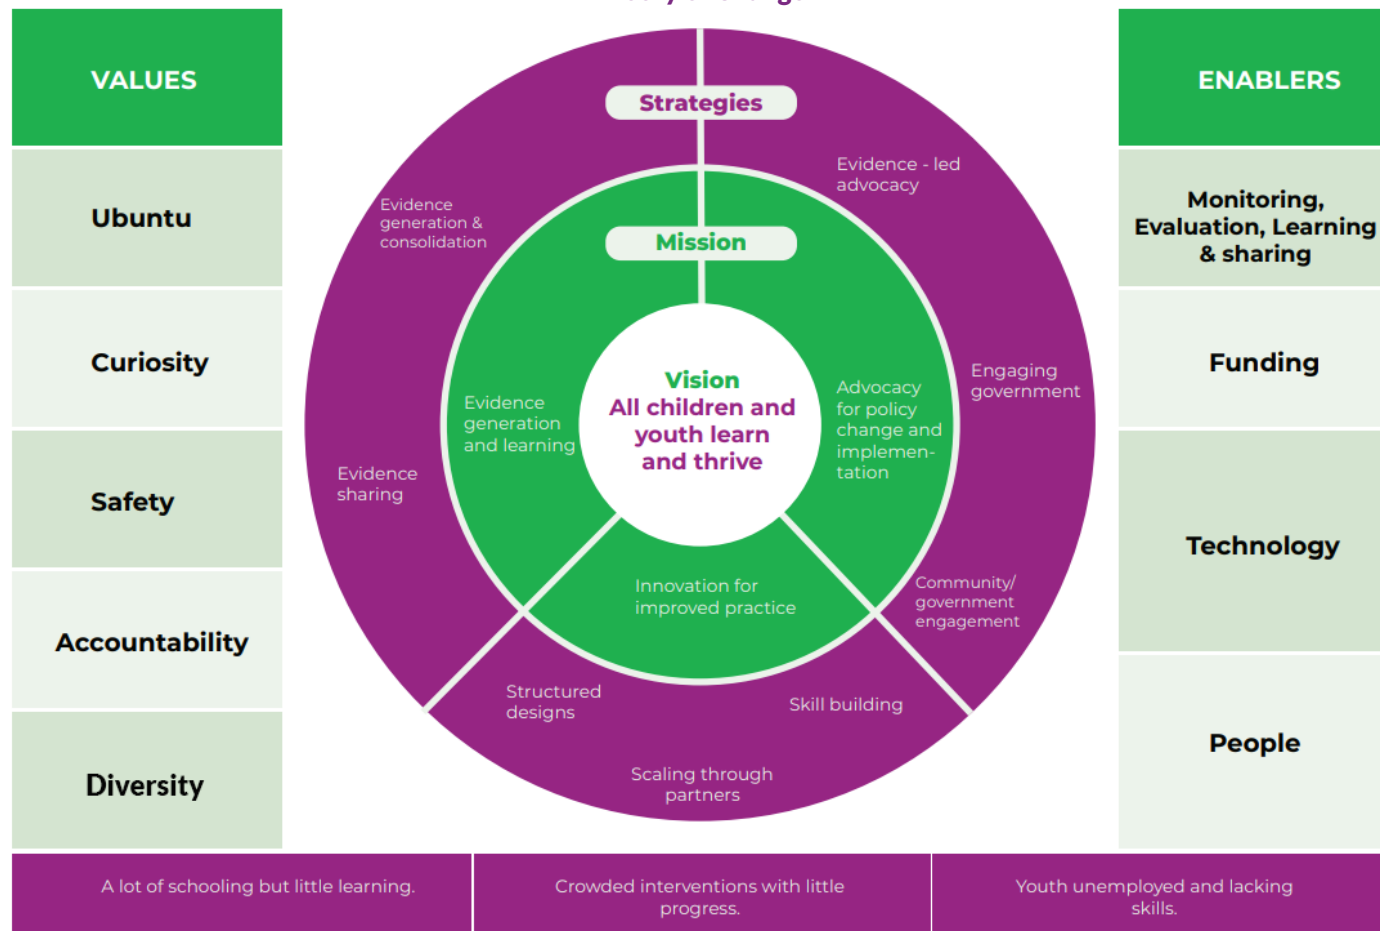 VALUES
Ubuntu
Curiosity
Safety
Accountability
Diversity
Strategies
Evidence
generation &
consolidation
Evidence
sharing
Evidence - led
advocacy
Engaging
government
Community/
government
engagement
Structured
designs
Skill building
Scaling through
partners
Mission
Evidence
generation
and learning
Advocacy
for policy
change and
implemen-
tation
Innovation for
improved practice
Vision
All children and
youth learn
and thrive
ENABLERS
Monitoring,
Evaluation, Learning
& sharing
Funding
Technology
People
A lot of schooling but little learning.
Crowded interventions with little
progress.
Youth unemployed and lacking
skills.